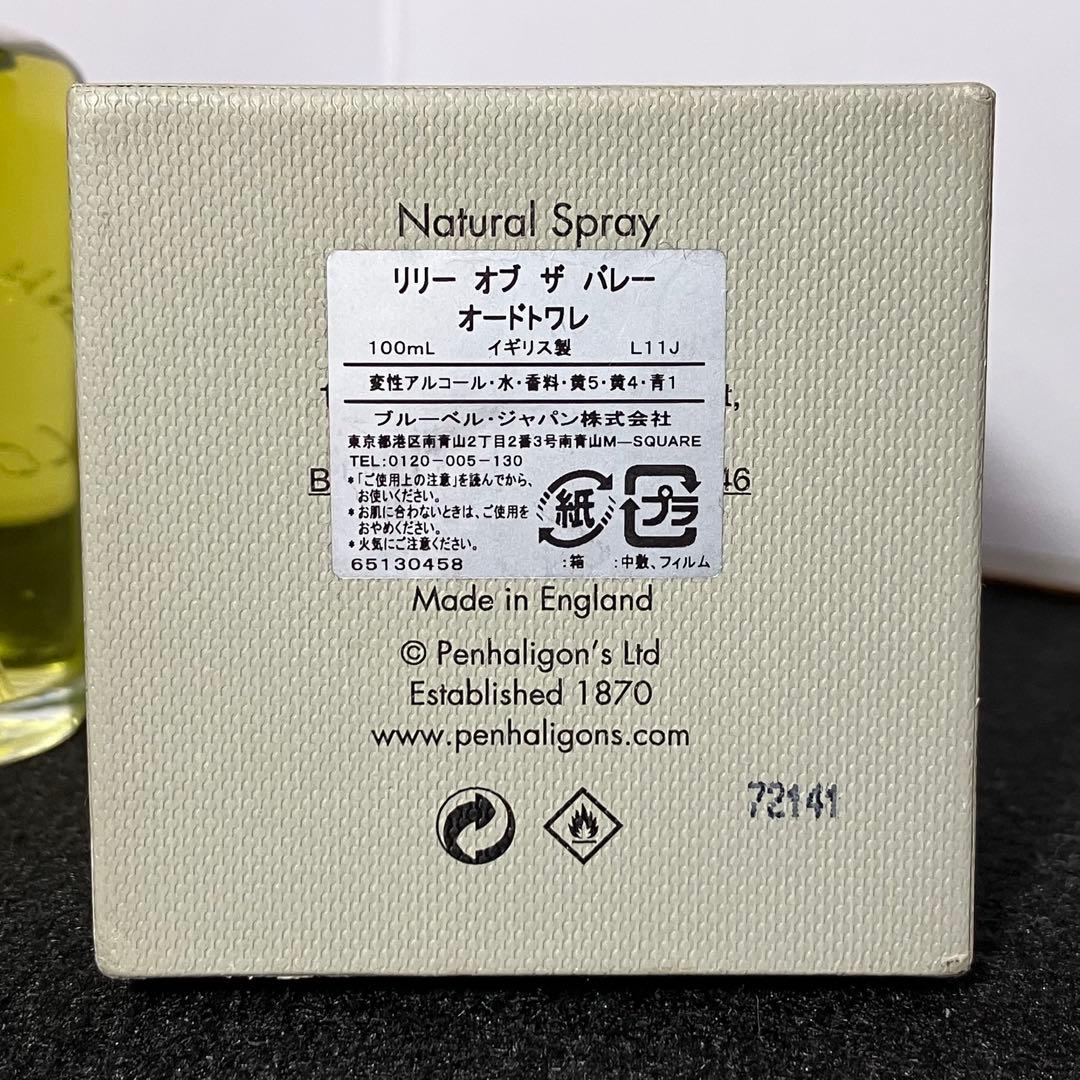 Natural Spray
リリー オブ ザ バレー
オードトワレ
100mL イギリス製 L11J
変性アルコール・水・香料・黄5・黄4・青1
ブルーベル・ジャパン株式会社
東京都港区南青山2丁目2番3号南青山M—SQUARE
TEL:0120-005-130
*「ご使用上の注意」を読んでから、
お使いください。
*お肌に合わないときは、ご使用を
おやめください。
*火気にご注意ください。
紙 プラ
65130458 :箱 :中敷、フィルム
46
Made in England
© Penhaligon's Ltd
Established 1870
www.penhaligons.com
72141